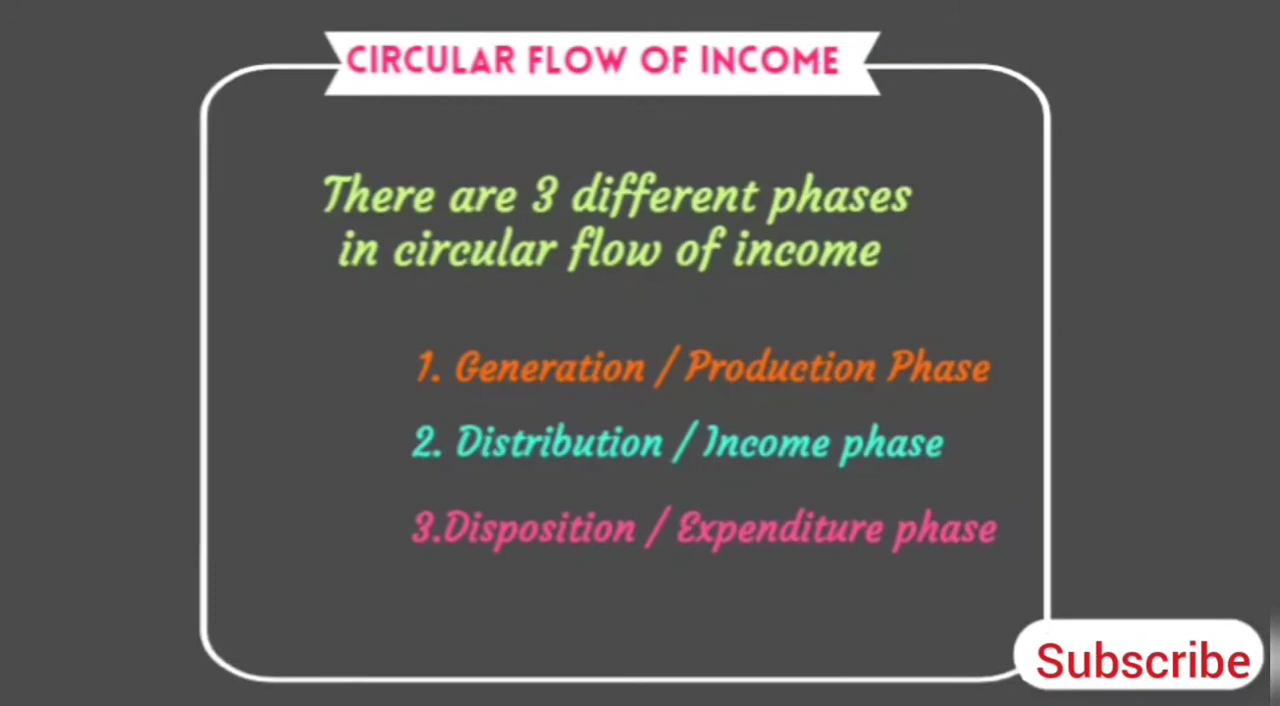 CIRCULAR FLOW OF INCOME
There are 3 different phases
in circular flow of income
1. Generation / Production Phase
2. Distribution / Income phase
3.Disposition / Expenditure phase
Subscribe